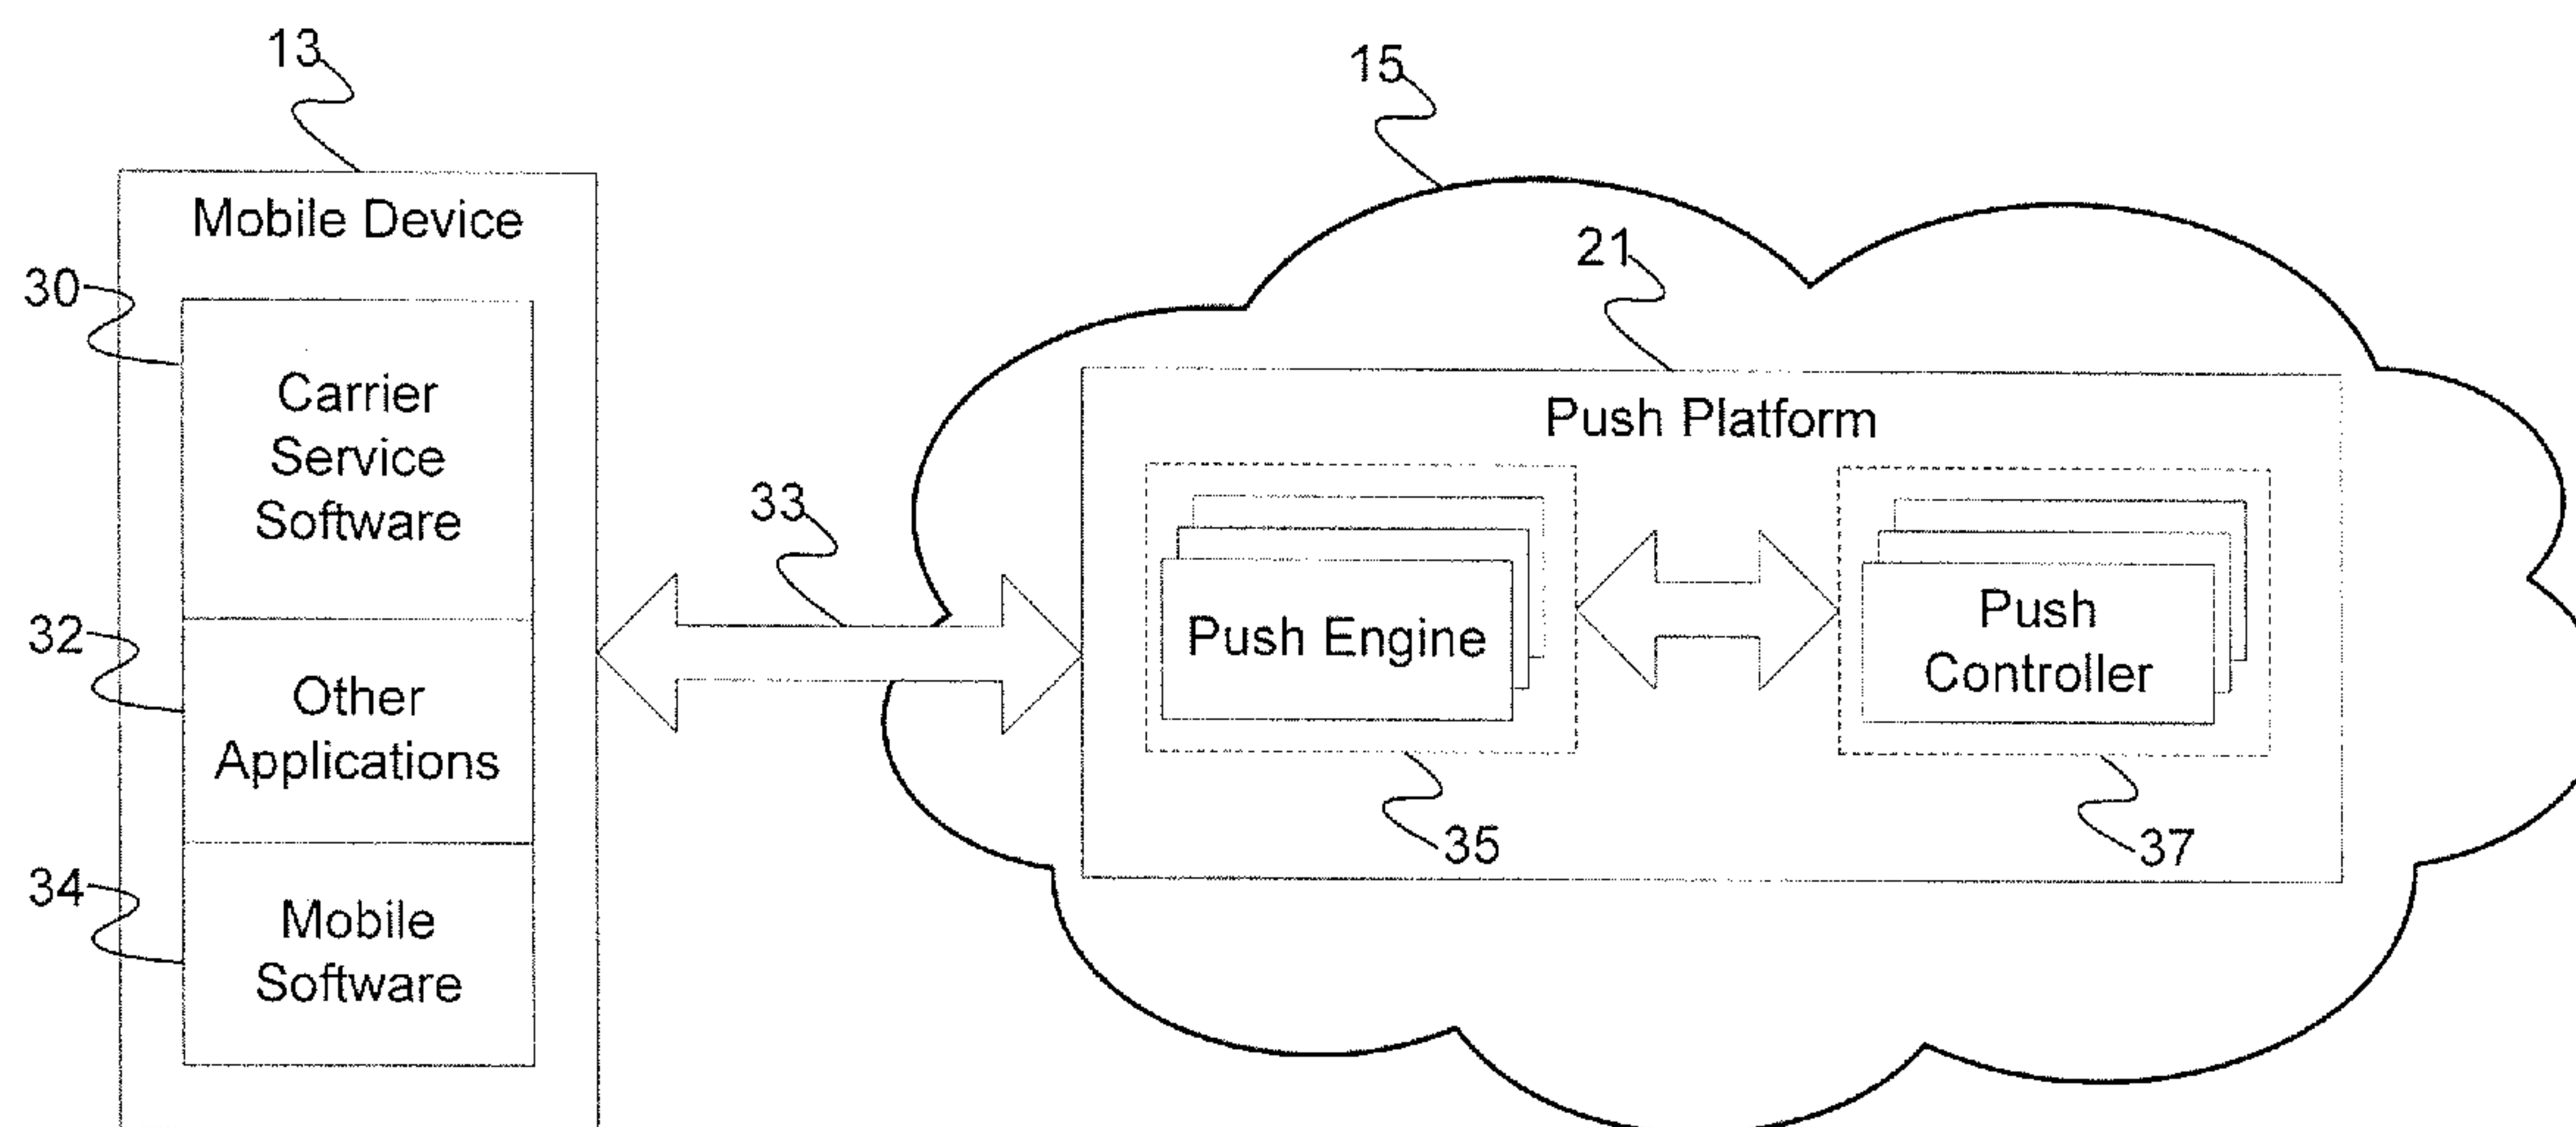 13
15
Mobile Device
21
30
Carrier
Service
Software
Push Platform
33
Push Engine
Push
Controller
32
Other
Applications
35
37
34
Mobile
Software